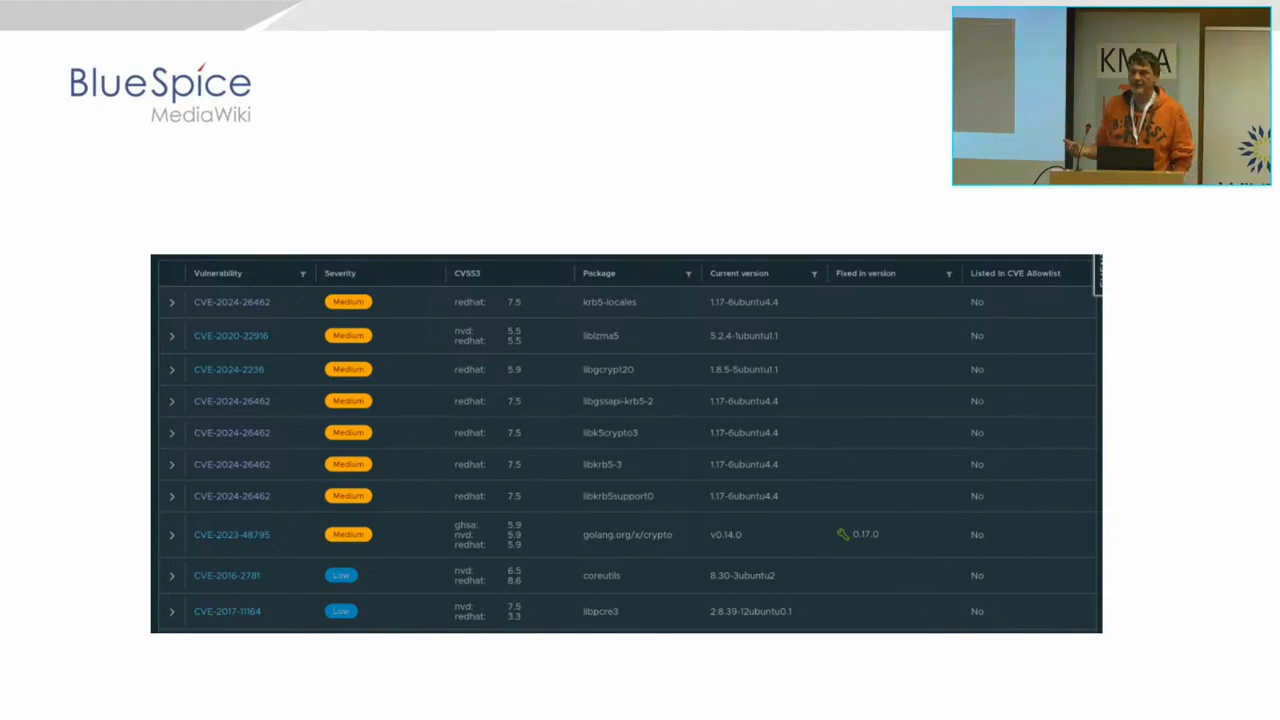 BlueSpice
MediaWiki
Vulnerability Severity CVSS3 Package Current version Fixed in version Listed In CVE Allowlist
CVE-2024-26462 Medium redhat: 7.5 krb5-locales 1.17-6ubuntu4.4 No
CVE-2020-22916 Medium nvd: 5.5 redhat: 5.5 liblzma5 5.2.4-1ubuntu1.1 No
CVE-2024-2236 Medium redhat: 5.9 libgcrypt20 1.8.5-5ubuntu1.1 No
CVE-2024-26462 Medium redhat: 7.5 libgssapi-krb5-2 1.17-6ubuntu4.4 No
CVE-2024-26462 Medium redhat: 7.5 libk5crypto3 1.17-6ubuntu4.4 No
CVE-2024-26462 Medium redhat: 7.5 libkrb5-3 1.17-6ubuntu4.4 No
CVE-2024-26462 Medium redhat: 7.5 libkrb5support0 1.17-6ubuntu4.4 No
CVE-2023-48795 Medium ghsa: 5.9 nvd: 5.9 redhat: 5.9 golang.org/x/crypto v0.14.0 0.17.0 No
CVE-2016-2781 Low nvd: 6.5 redhat: 8.6 coreutils 8.30-3ubuntu2 No
CVE-2017-11164 Low nvd: 7.5 redhat: 3.3 libpcre3 2:8.39-12ubuntu0.1 No